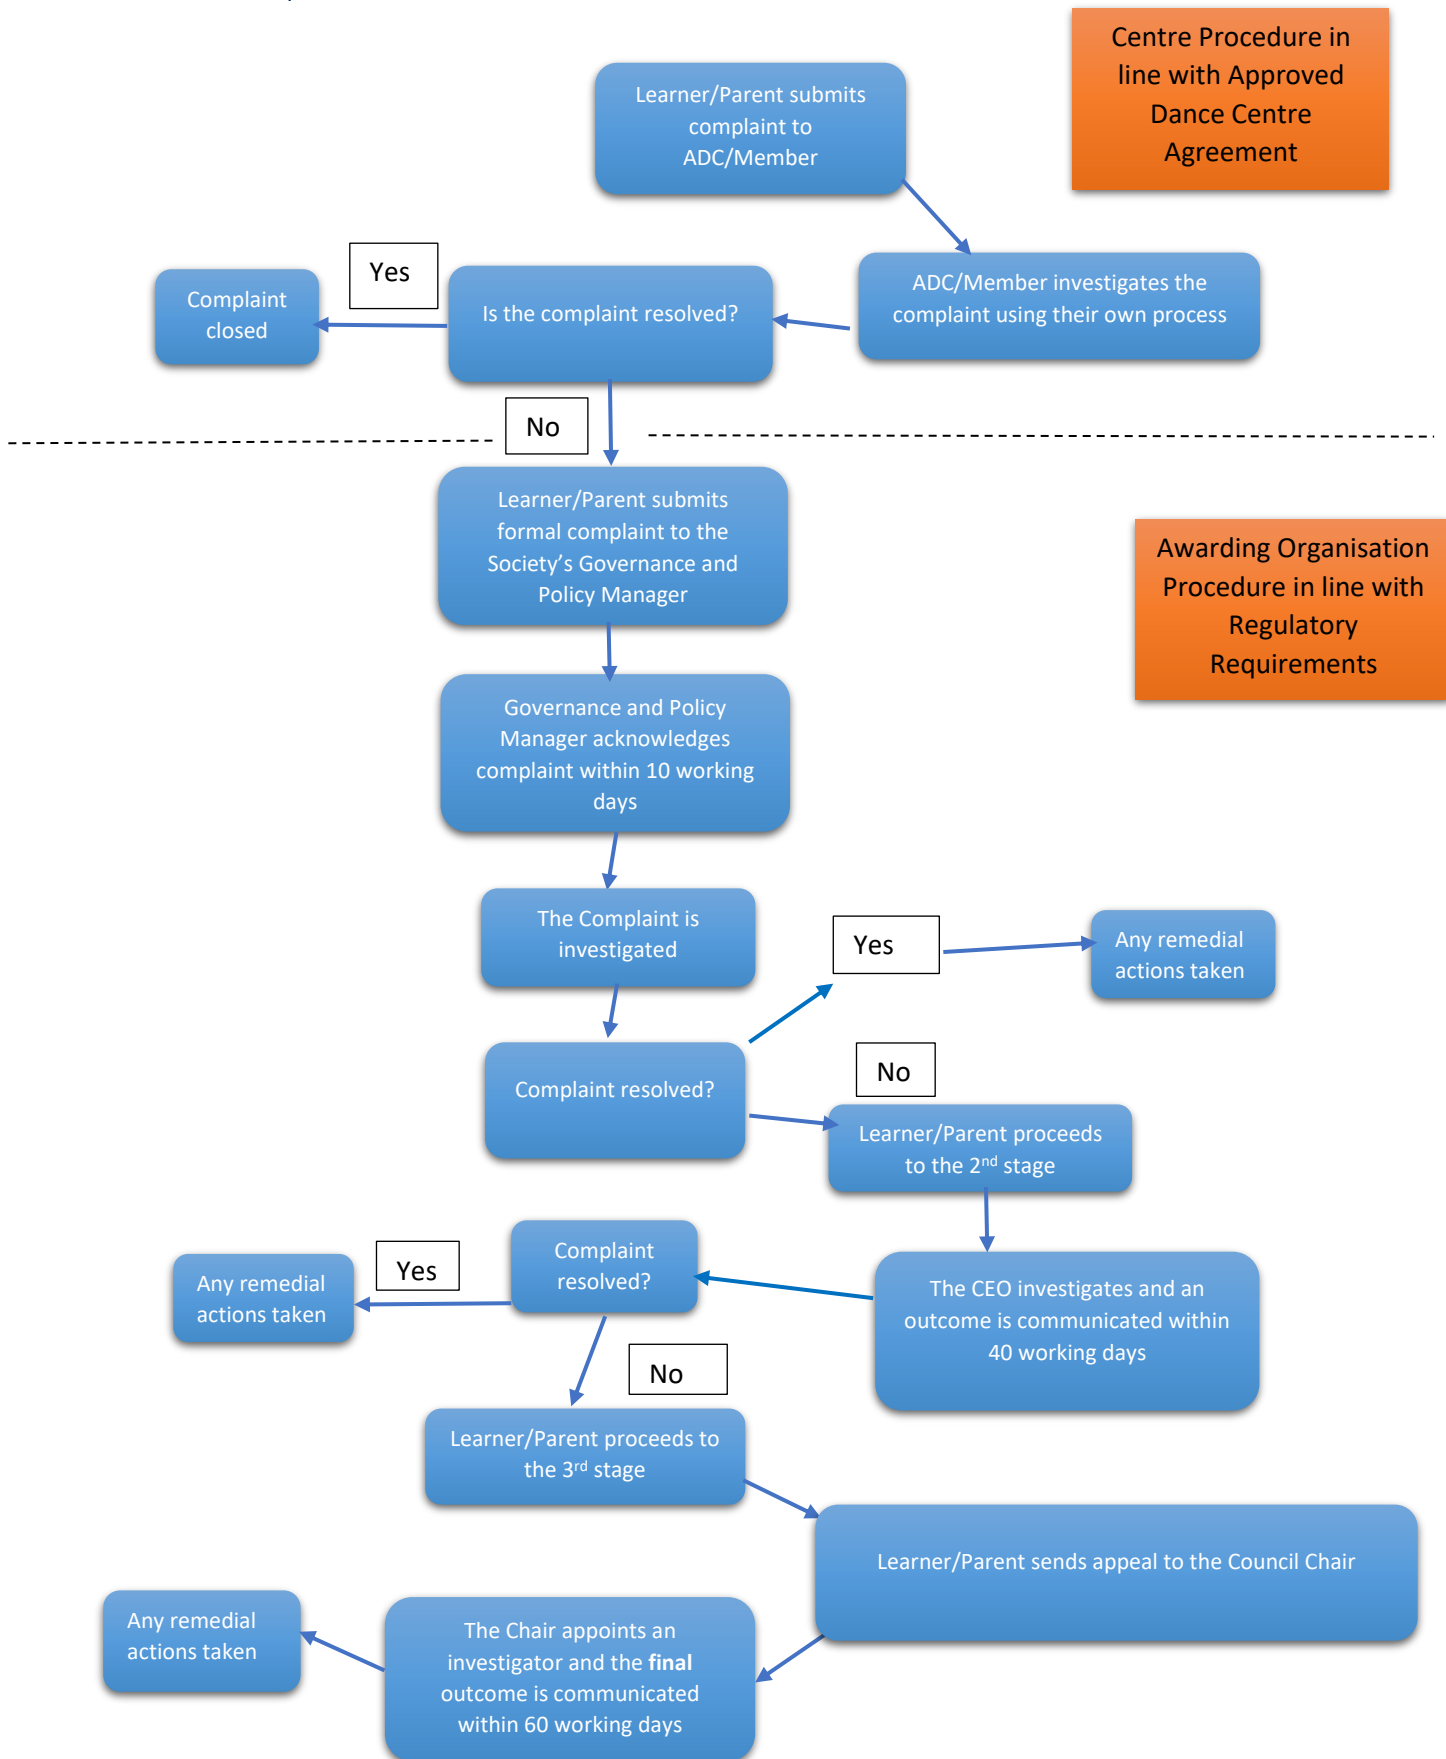 Centre Procedure in
line with Approved
Dance Centre
Agreement
Learner/Parent submits
complaint to
ADC/Member
ADC/Member investigates the
complaint using their own process
Is the complaint resolved?
Yes
Complaint
closed
No
Learner/Parent submits
formal complaint to the
Society’s Governance and
Policy Manager
Awarding Organisation
Procedure in line with
Regulatory
Requirements
Governance and Policy
Manager acknowledges
complaint within 10 working
days
The Complaint is
investigated
Yes
Any remedial
actions taken
Complaint resolved?
No
Learner/Parent proceeds
to the 2nd stage
The CEO investigates and an
outcome is communicated within
40 working days
Complaint
resolved?
Yes
Any remedial
actions taken
No
Learner/Parent proceeds to
the 3rd stage
Learner/Parent sends appeal to the Council Chair
The Chair appoints an
investigator and the final
outcome is communicated
within 60 working days
Any remedial
actions taken